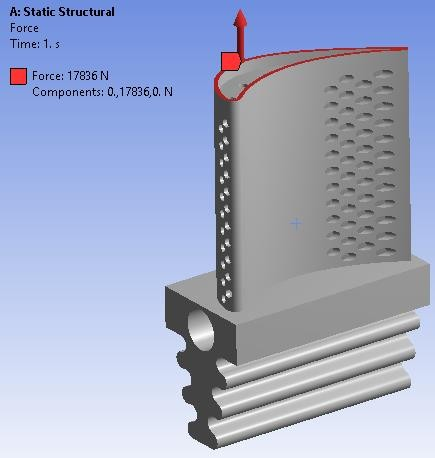 A: Static Structural
Force
Time: 1. s
Force: 17836 N
Components: 0.,17836,0. N